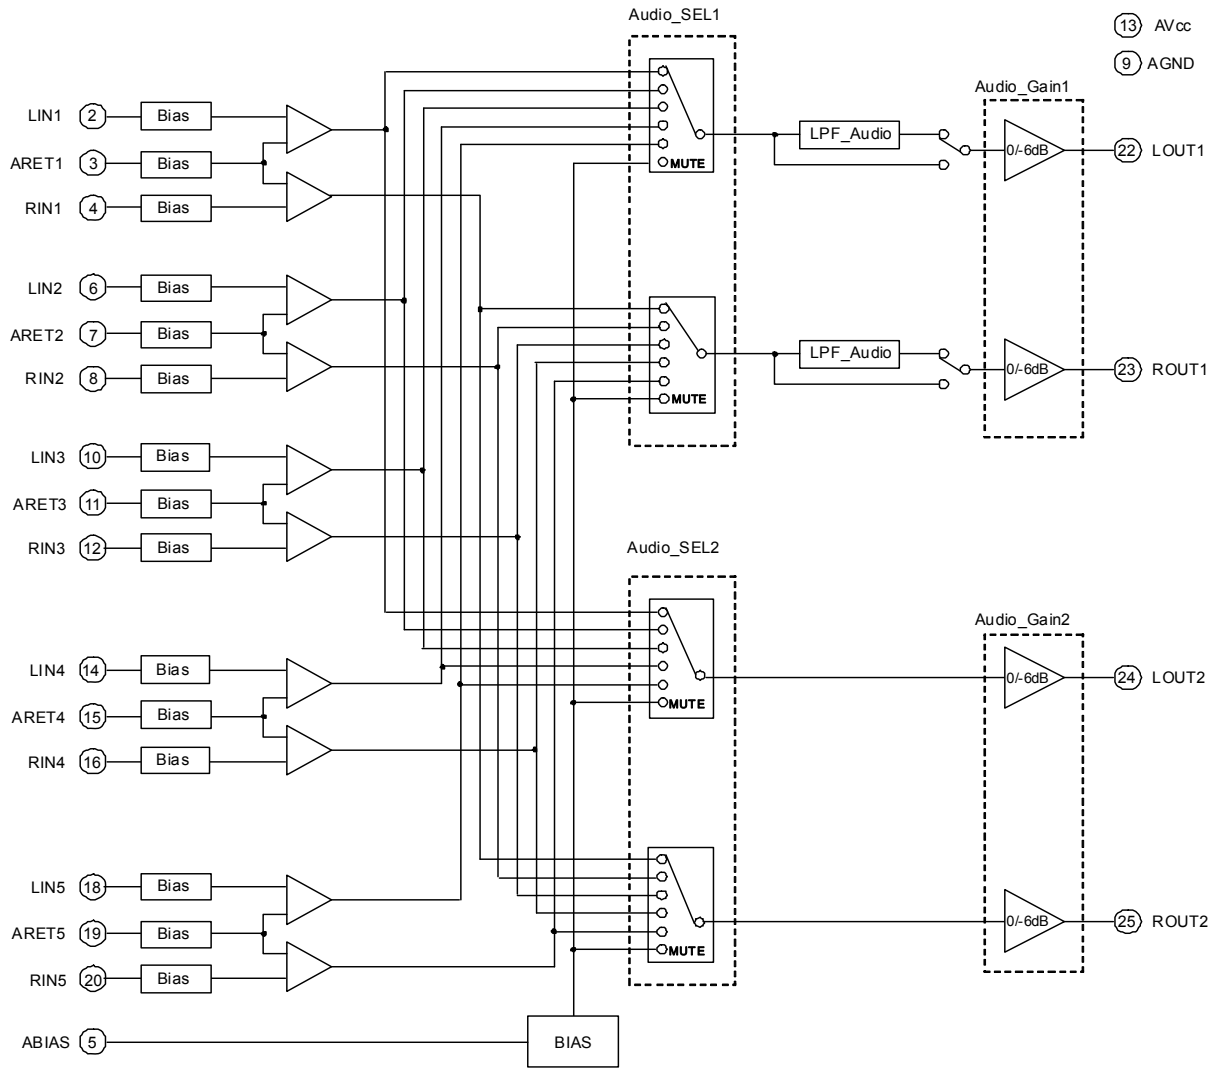 Audio_SEL1
13 AVcc
9 AGND
Audio_Gain1
LIN1 2 Bias
ARET1 3 Bias
RIN1 4 Bias
MUTE
LPF_Audio
0/-6dB
22 LOUT1
LIN2 6 Bias
ARET2 7 Bias
RIN2 8 Bias
MUTE
LPF_Audio
0/-6dB
23 ROUT1
LIN3 10 Bias
ARET3 11 Bias
RIN3 12 Bias
Audio_SEL2
Audio_Gain2
LIN4 14 Bias
ARET4 15 Bias
RIN4 16 Bias
MUTE
0/-6dB
24 LOUT2
LIN5 18 Bias
ARET5 19 Bias
RIN5 20 Bias
MUTE
0/-6dB
25 ROUT2
ABIAS 5 BIAS